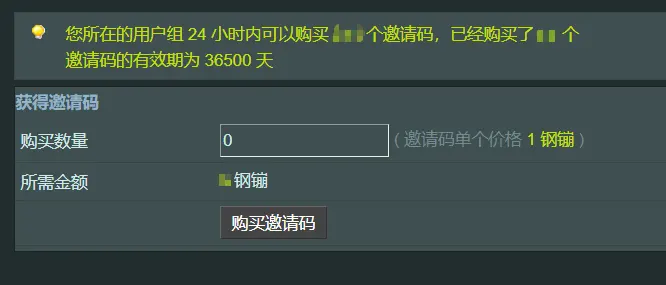 您所在的用户组 24 小时内可以购买 个邀请码，已经购买了 个
邀请码的有效期为 36500 天
获得邀请码
购买数量 0 ( 邀请码单个价格 1 钢镚 )
所需金额 钢镚
购买邀请码